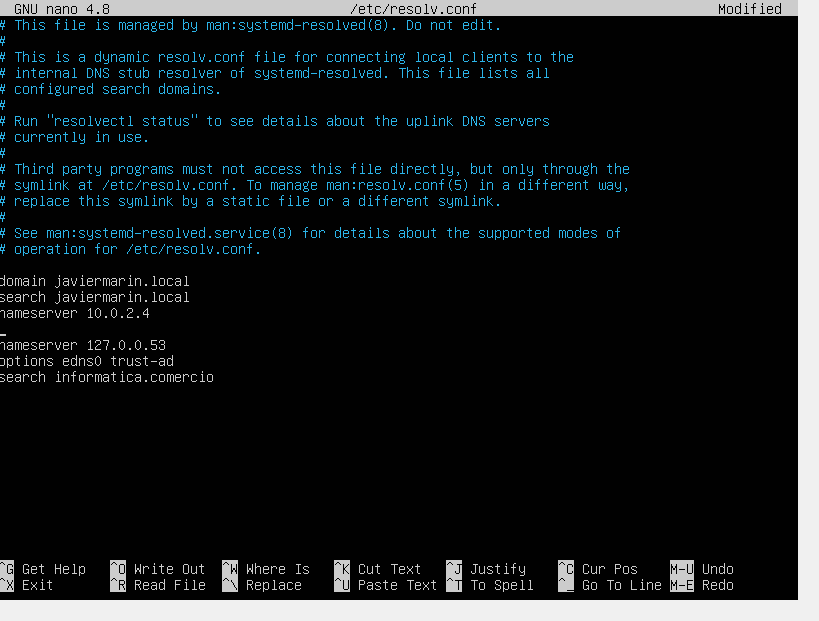 GNU nano 4.8 /etc/resolv.conf Modified
# This file is managed by man:systemd-resolved(8). Do not edit.
#
# This is a dynamic resolv.conf file for connecting local clients to the
# internal DNS stub resolver of systemd-resolved. This file lists all
# configured search domains.
#
# Run "resolvectl status" to see details about the uplink DNS servers
# currently in use.
#
# Third party programs must not access this file directly, but only through the
# symlink at /etc/resolv.conf. To manage man:resolv.conf(5) in a different way,
# replace this symlink by a static file or a different symlink.
#
# See man:systemd-resolved.service(8) for details about the supported modes of
# operation for /etc/resolv.conf.
domain javiermarin.local
search javiermarin.local
nameserver 10.0.2.4
nameserver 127.0.0.53
options edns0 trust-ad
search informatica.comercio
^G Get Help ^O Write Out ^W Where Is ^K Cut Text ^J Justify ^C Cur Pos M-U Undo
^X Exit ^R Read File ^\ Replace ^U Paste Text ^T To Spell ^_ Go To Line M-E Redo